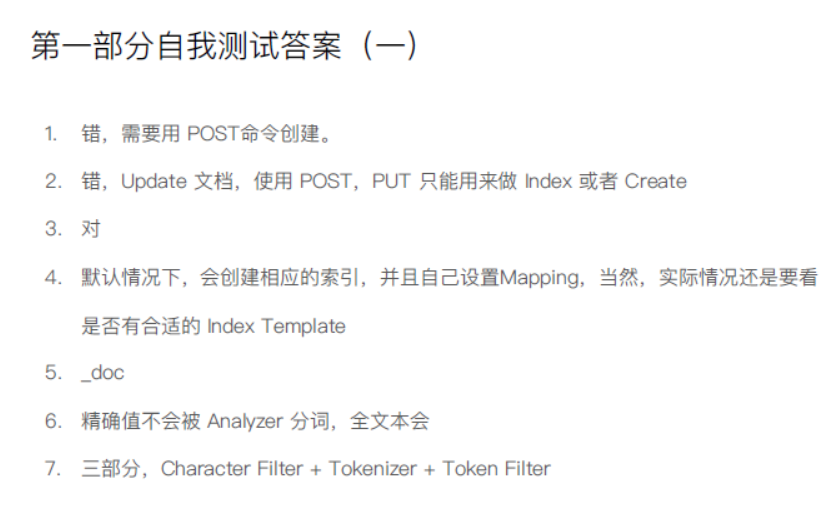 第一部分自我测试答案（一）
1. 错，需要用 POST命令创建。
2. 错，Update 文档，使用 POST，PUT 只能用来做 Index 或者 Create
3. 对
4. 默认情况下，会创建相应的索引，并且自己设置Mapping，当然，实际情况还是要看
是否有合适的 Index Template
5. _doc
6. 精确值不会被 Analyzer 分词，全文本会
7. 三部分，Character Filter + Tokenizer + Token Filter